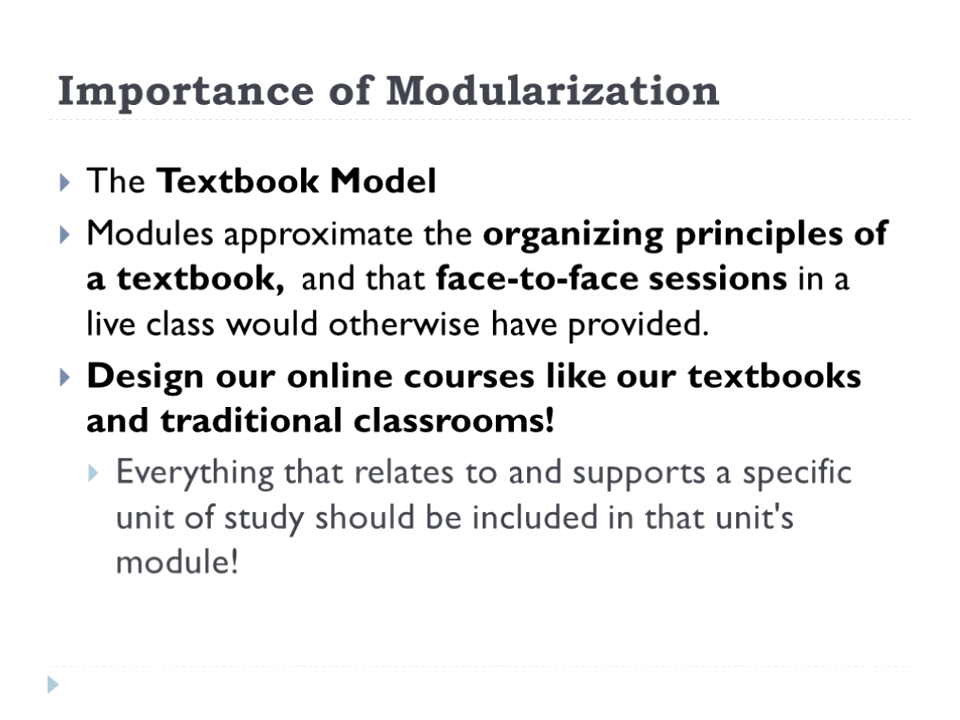 Importance of Modularization
The Textbook Model
Modules approximate the organizing principles of
a textbook,  and that face-to-face sessions in a
live class would otherwise have provided.
Design our online courses like our textbooks
and traditional classrooms!
Everything that relates to and supports a specific
unit of study should be included in that unit's
module!